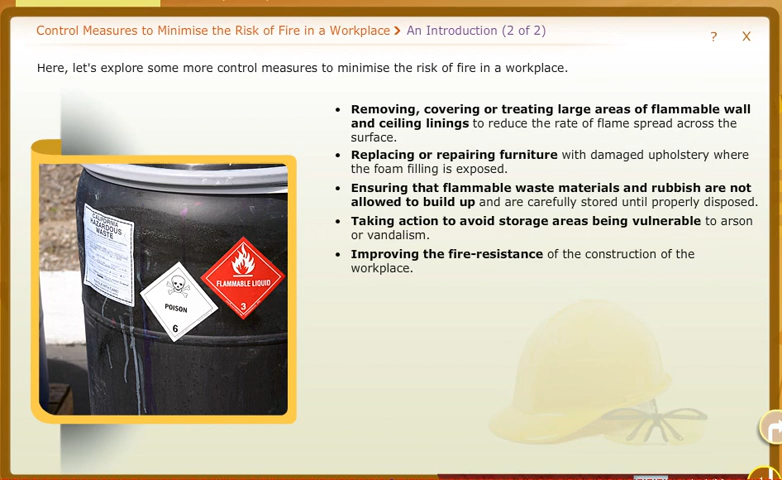 Control Measures to Minimise the Risk of Fire in a Workplace > An Introduction (2 of 2)
? X
Here, let's explore some more control measures to minimise the risk of fire in a workplace.
• Removing, covering or treating large areas of flammable wall
and ceiling linings to reduce the rate of flame spread across the
surface.
• Replacing or repairing furniture with damaged upholstery where
the foam filling is exposed.
• Ensuring that flammable waste materials and rubbish are not
allowed to build up and are carefully stored until properly disposed.
• Taking action to avoid storage areas being vulnerable to arson
or vandalism.
• Improving the fire-resistance of the construction of the
workplace.
CALIFORNIA
HAZARDOUS
WASTE
POISON
6
FLAMMABLE LIQUID
3